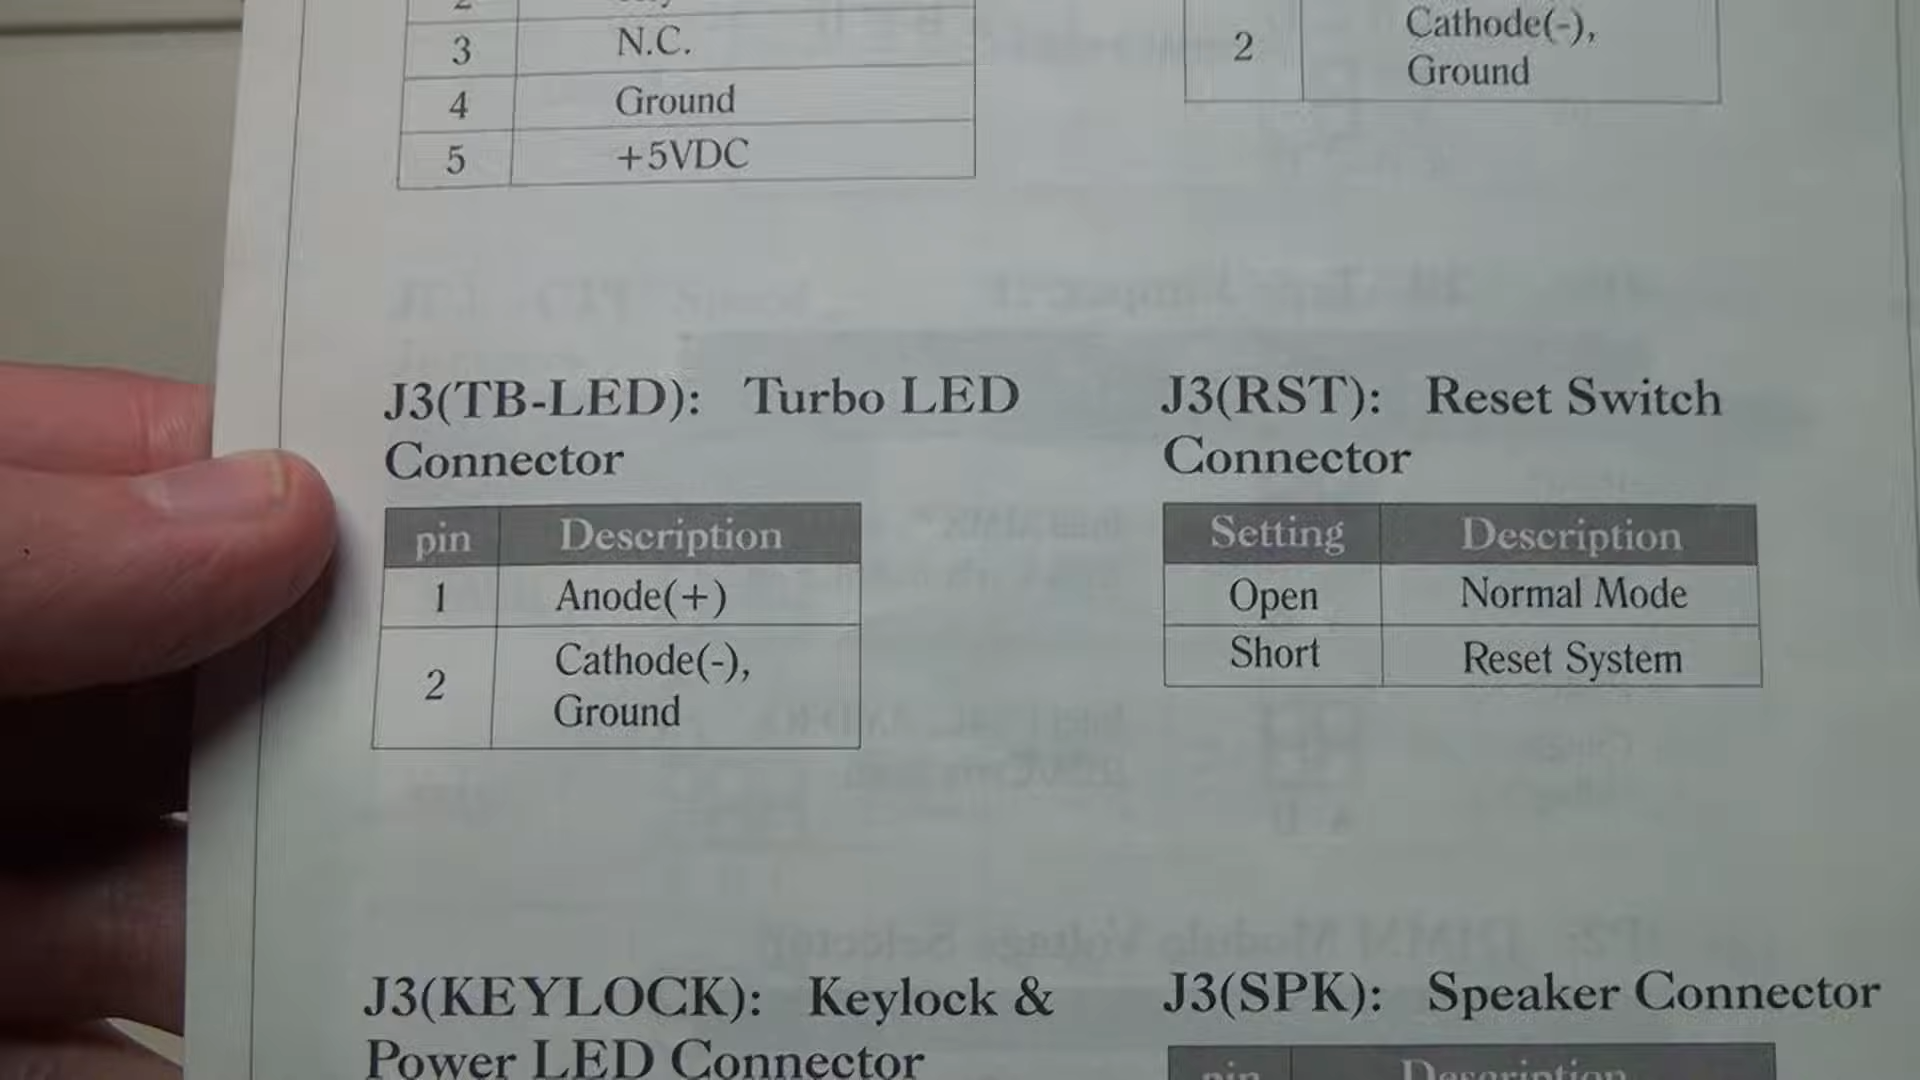 3 N.C.
4 Ground
5 +5VDC
2 Cathode(-),
Ground
J3(TB-LED): Turbo LED
Connector
pin Description
1 Anode(+)
2 Cathode(-),
Ground
J3(RST): Reset Switch
Connector
Setting Description
Open Normal Mode
Short Reset System
J3(KEYLOCK): Keylock &
Power LED Connector
J3(SPK): Speaker Connector
pin Description